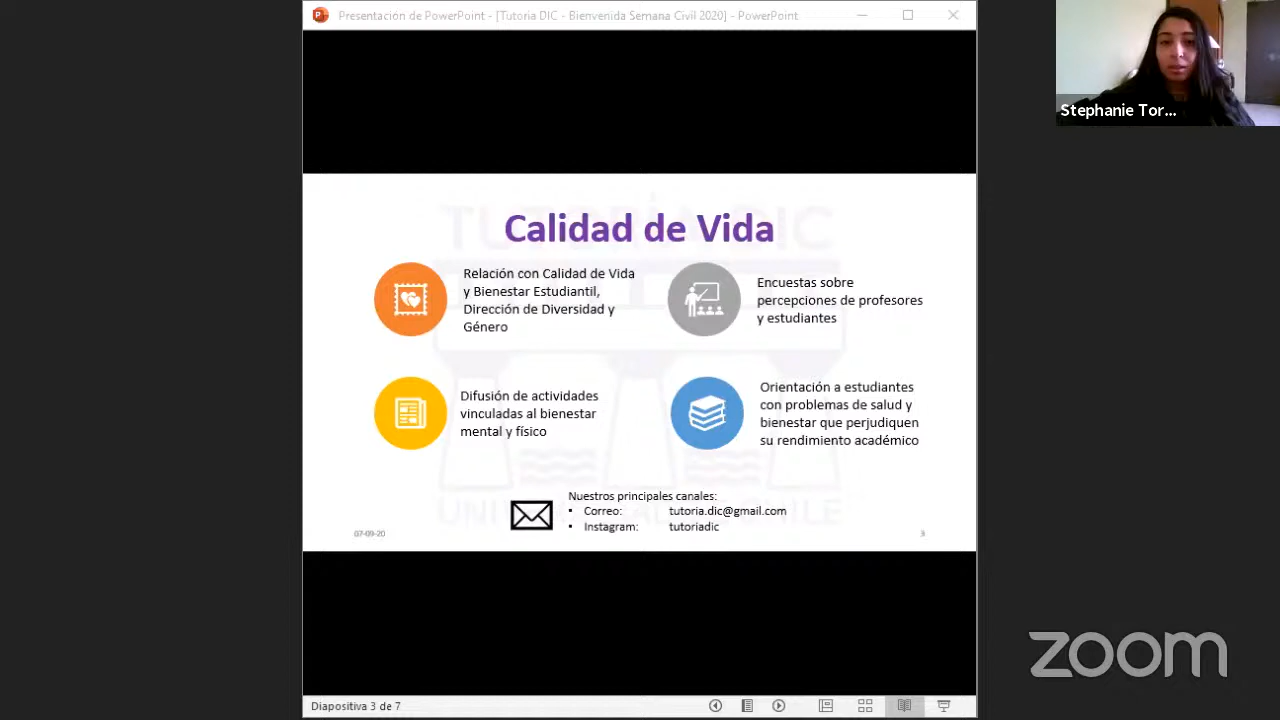 Presentación de PowerPoint - [Tutoria DIC - Bienvenida Semana Civil 2020] - PowerPoint
Stephanie Tor...
TUTORÍA DIC
Calidad de Vida
Relación con Calidad de Vida
y Bienestar Estudiantil,
Dirección de Diversidad y
Género
Encuestas sobre
percepciones de profesores
y estudiantes
Difusión de actividades
vinculadas al bienestar
mental y físico
Orientación a estudiantes
con problemas de salud y
bienestar que perjudiquen
su rendimiento académico
Nuestros principales canales:
• Correo: tutoria.dic@gmail.com
• Instagram: tutoriadic
07-09-20
3
zoom
Diapositiva 3 de 7